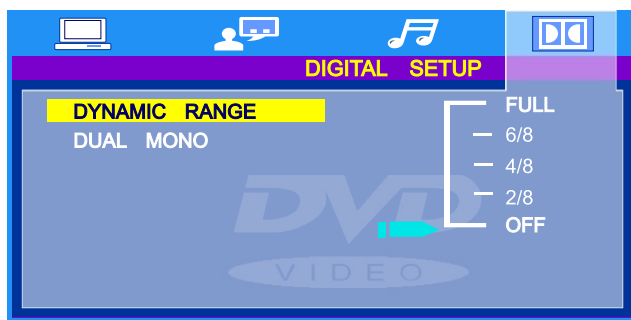 DIGITAL SETUP
DYNAMIC RANGE
DUAL MONO
FULL
6/8
4/8
2/8
OFF
DVD
VIDEO